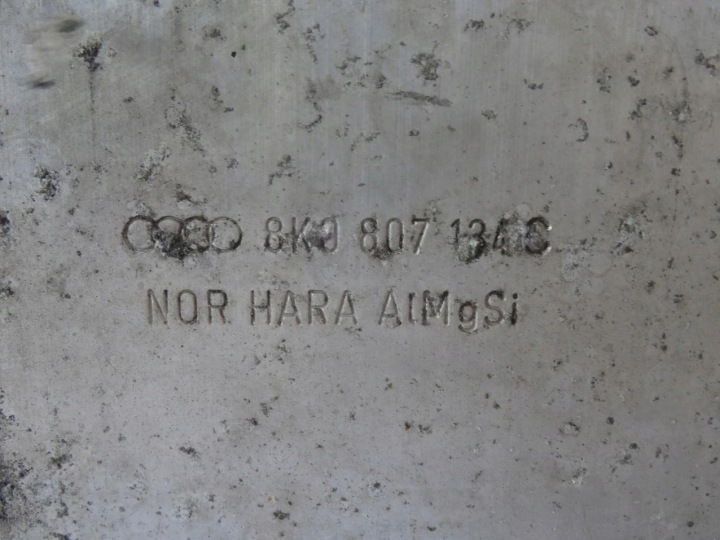 8K0 807 134 C
NOR HARA AlMgSi